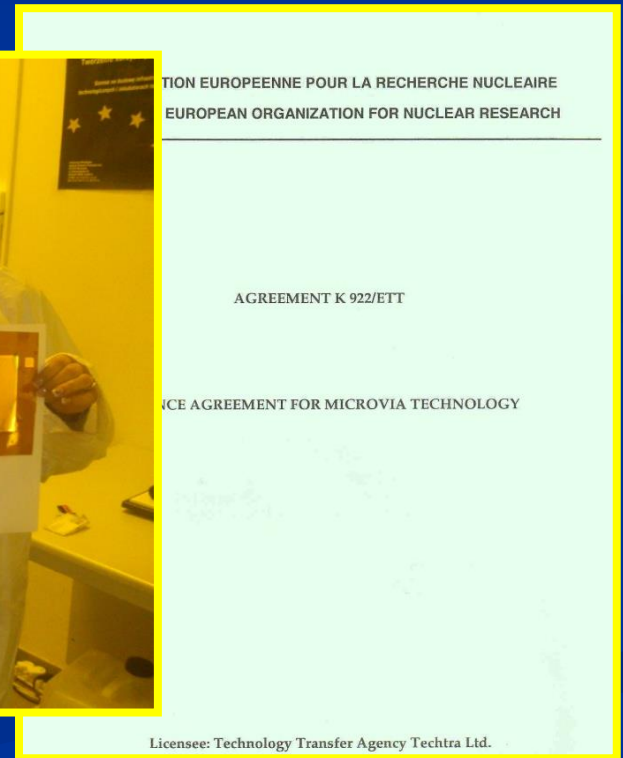 TION EUROPEENNE POUR LA RECHERCHE NUCLEAIRE
EUROPEAN ORGANIZATION FOR NUCLEAR RESEARCH
AGREEMENT K 922/ETT
NCE AGREEMENT FOR MICROVIA TECHNOLOGY
Licensee: Technology Transfer Agency Techtra Ltd.